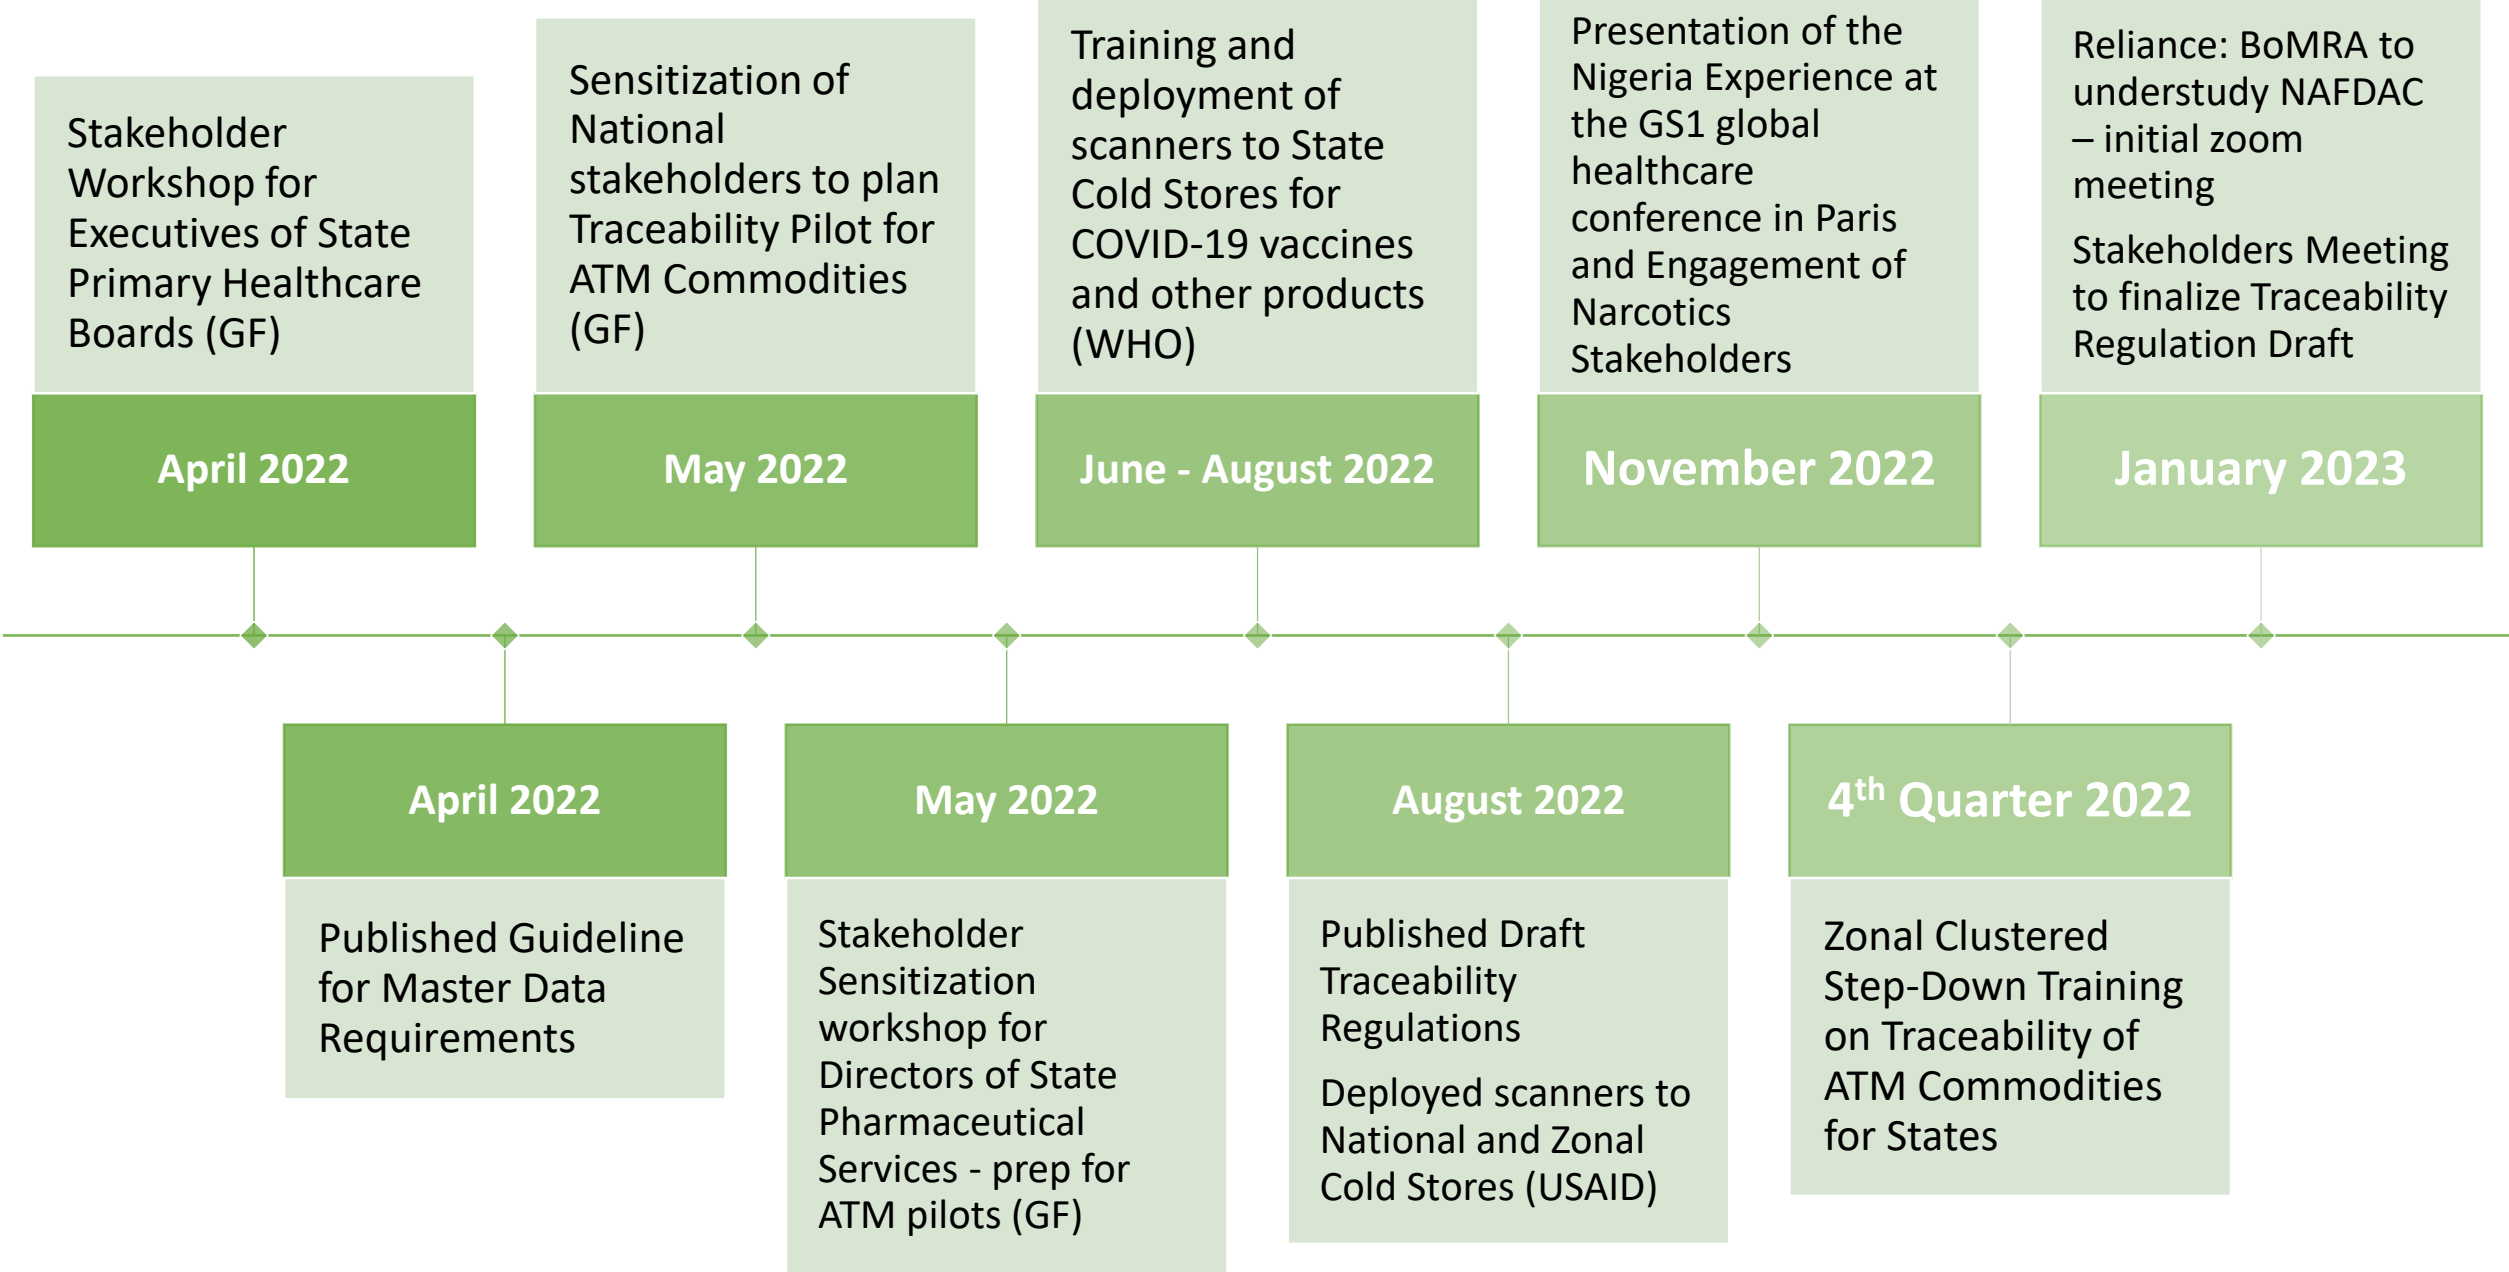 Stakeholder
Workshop for
Executives of State
Primary Healthcare
Boards (GF)
April 2022
April 2022
Published Guideline
for Master Data
Requirements
Sensitization of
National
stakeholders to plan
Traceability Pilot for
ATM Commodities
(GF)
May 2022
May 2022
Stakeholder
Sensitization
workshop for
Directors of State
Pharmaceutical
Services - prep for
ATM pilots (GF)
Training and
deployment of
scanners to State
Cold Stores for
COVID-19 vaccines
and other products
(WHO)
June - August 2022
August 2022
Published Draft
Traceability
Regulations
Deployed scanners to
National and Zonal
Cold Stores (USAID)
Presentation of the
Nigeria Experience at
the GS1 global
healthcare
conference in Paris
and Engagement of
Narcotics
Stakeholders
November 2022
4th Quarter 2022
Zonal Clustered
Step-Down Training
on Traceability of
ATM Commodities
for States
Reliance: BoMRA to
understudy NAFDAC
– initial zoom
meeting
Stakeholders Meeting
to finalize Traceability
Regulation Draft
January 2023